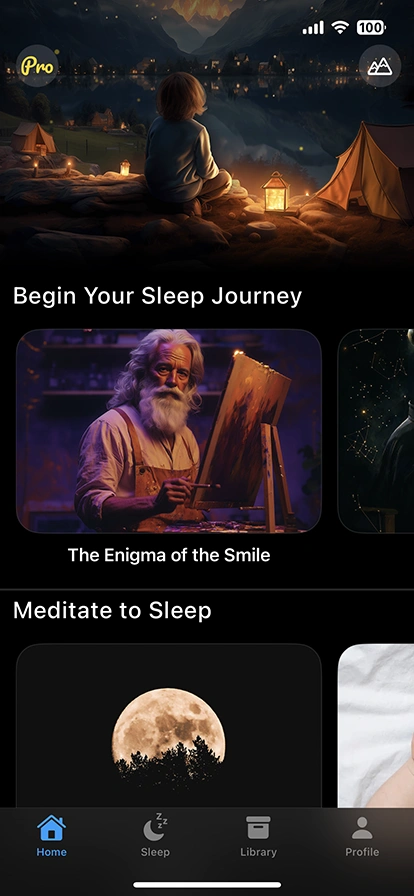 100
Pro
Begin Your Sleep Journey
The Enigma of the Smile
Meditate to Sleep
z z z
Home Sleep Library Profile